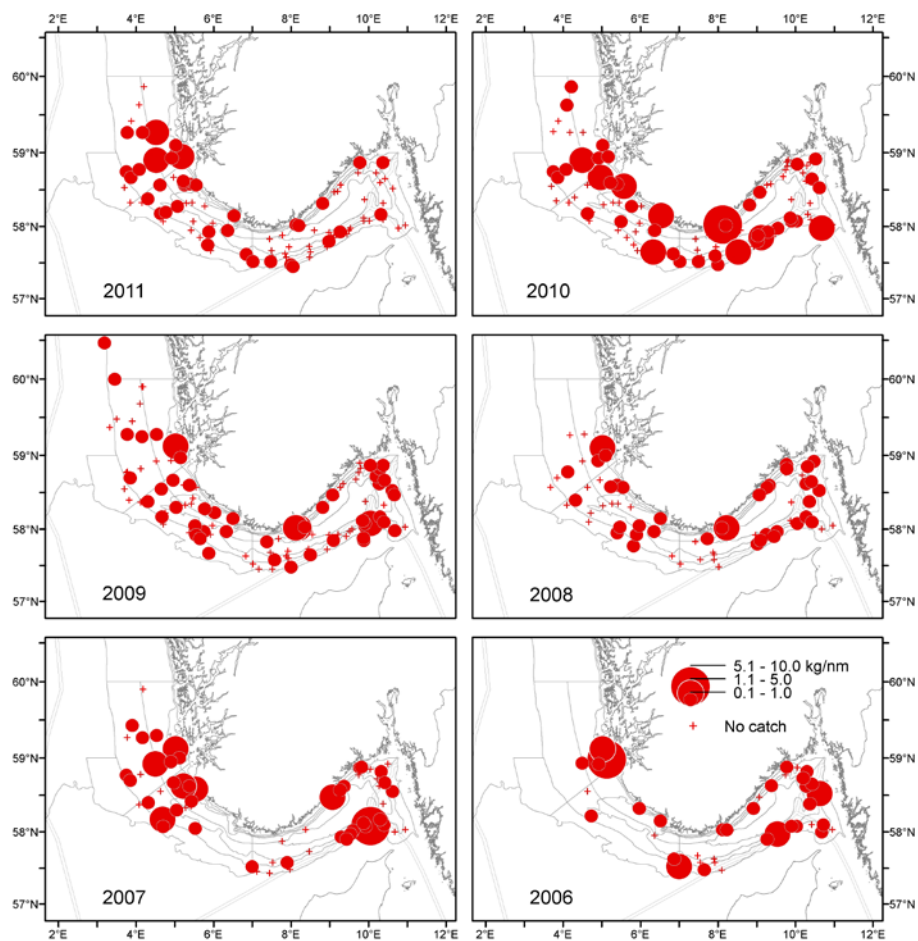 2°E 4°E 6°E 8°E 10°E 12°E 2°E 4°E 6°E 8°E 10°E 12°E
60°N 60°N
59°N 59°N
58°N 58°N
57°N 57°N
2011 2010
60°N 60°N
59°N 59°N
58°N 58°N
57°N 57°N
2009 2008
5.1 - 10.0 kg/nm
1.1 - 5.0
0.1 - 1.0
No catch
60°N 60°N
59°N 59°N
58°N 58°N
57°N 57°N
2007 2006
2°E 4°E 6°E 8°E 10°E 12°E 2°E 4°E 6°E 8°E 10°E 12°E